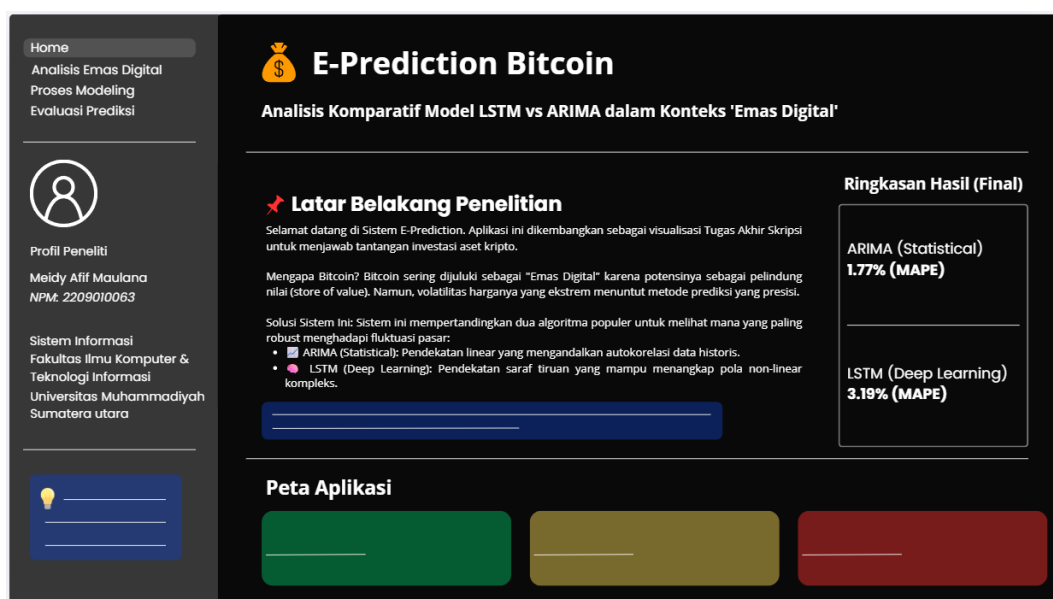 Home
Analisis Emas Digital
Proses Modeling
Evaluasi Prediksi
Profil Peneliti
Meidy Afif Maulana
NPM: 2209010063
Sistem Informasi
Fakultas Ilmu Komputer &
Teknologi Informasi
Universitas Muhammadiyah
Sumatera utara
E-Prediction Bitcoin
Analisis Komparatif Model LSTM vs ARIMA dalam Konteks 'Emas Digital'
Latar Belakang Penelitian
Selamat datang di Sistem E-Prediction. Aplikasi ini dikembangkan sebagai visualisasi Tugas Akhir Skripsi
untuk menjawab tantangan investasi aset kripto.
Mengapa Bitcoin? Bitcoin sering dijuluki sebagai "Emas Digital" karena potensinya sebagai pelindung
nilai (store of value). Namun, volatilitas harganya yang ekstrem menuntut metode prediksi yang presisi.
Solusi Sistem Ini: Sistem ini mempertandingkan dua algoritma populer untuk melihat mana yang paling
robust menghadapi fluktuasi pasar:
• ARIMA (Statistical): Pendekatan linear yang mengandalkan autokorelasi data historis.
• LSTM (Deep Learning): Pendekatan saraf tiruan yang mampu menangkap pola non-linear
kompleks.
Ringkasan Hasil (Final)
ARIMA (Statistical)
1.77% (MAPE)
LSTM (Deep Learning)
3.19% (MAPE)
Peta Aplikasi